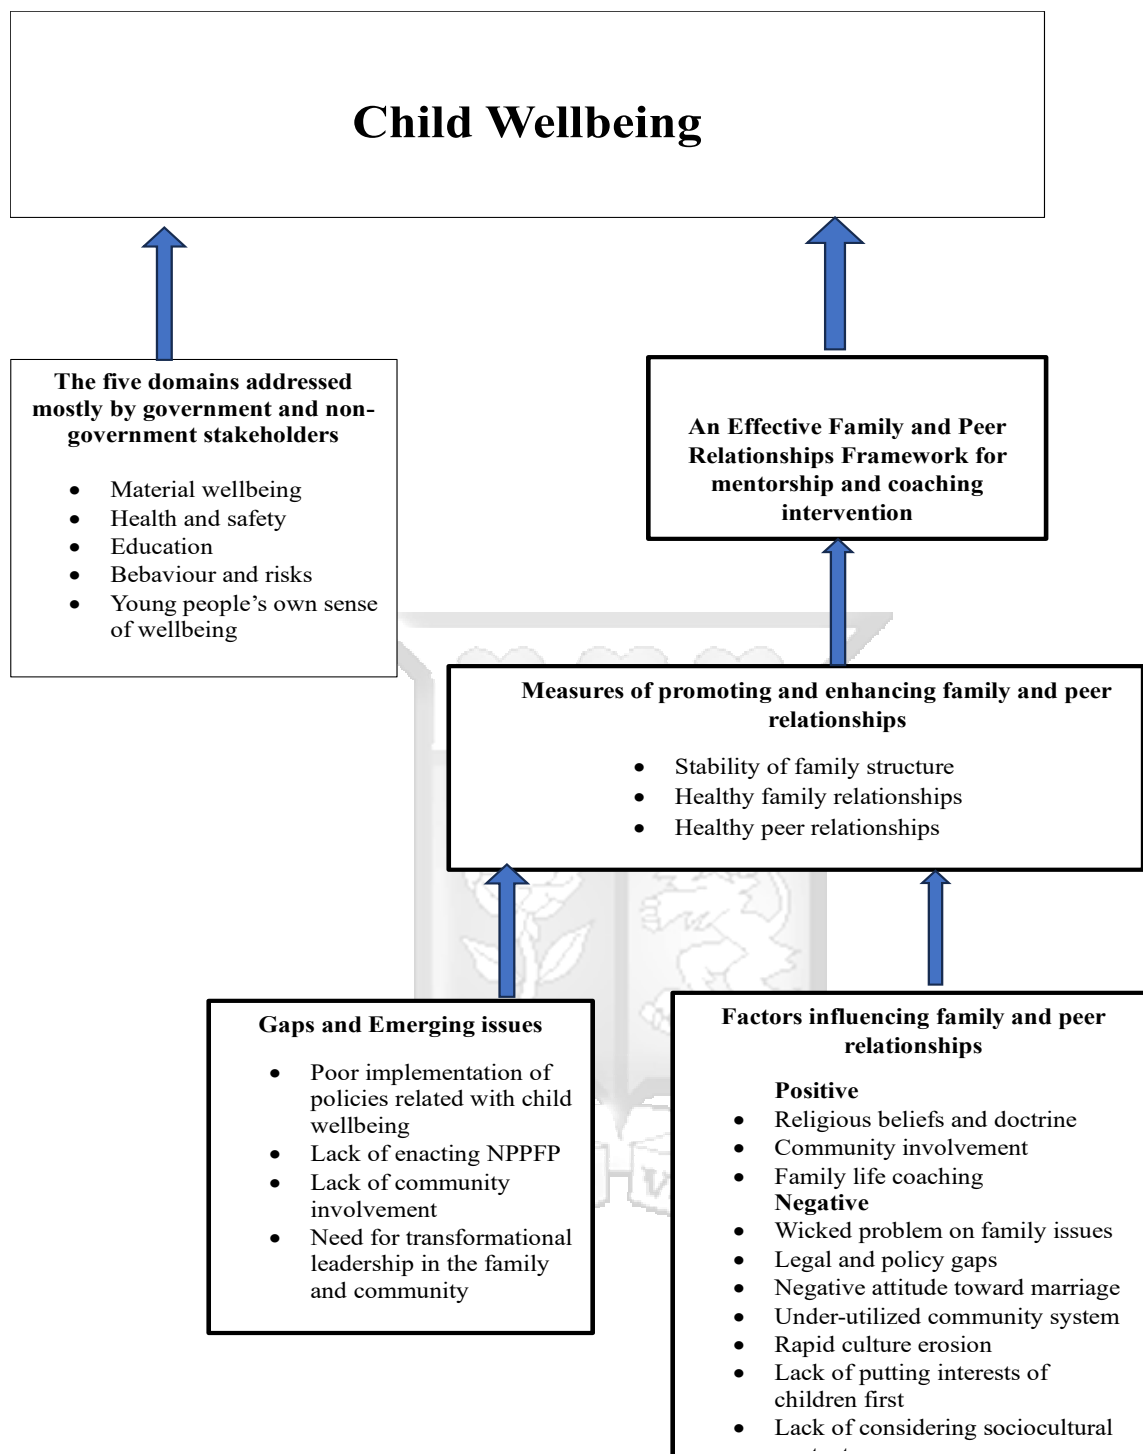 Child Wellbeing
The five domains addressed
mostly by government and non-
government stakeholders
• Material wellbeing
• Health and safety
• Education
• Bebaviour and risks
• Young people’s own sense
of wellbeing
An Effective Family and Peer
Relationships Framework for
mentorship and coaching
intervention
Measures of promoting and enhancing family and peer
relationships
• Stability of family structure
• Healthy family relationships
• Healthy peer relationships
Gaps and Emerging issues
• Poor implementation of
policies related with child
wellbeing
• Lack of enacting NPPFP
• Lack of community
involvement
• Need for transformational
leadership in the family
and community
Factors influencing family and peer
relationships
Positive
• Religious beliefs and doctrine
• Community involvement
• Family life coaching
Negative
• Wicked problem on family issues
• Legal and policy gaps
• Negative attitude toward marriage
• Under-utilized community system
• Rapid culture erosion
• Lack of putting interests of
children first
• Lack of considering sociocultural